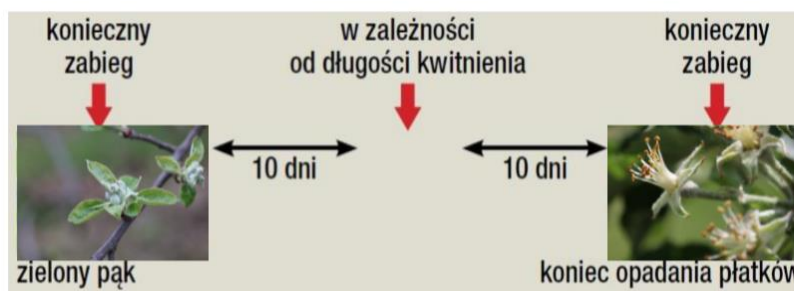 konieczny
zabieg
w zależności
od długości kwitnienia
konieczny
zabieg
10 dni
10 dni
zielony pąk
koniec opadania płatków